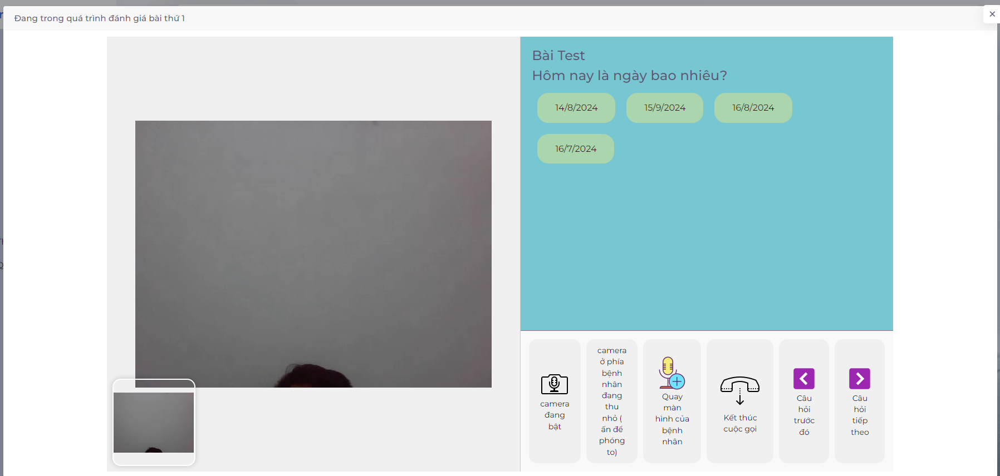 Đang trong quá trình đánh giá bài thứ 1
Bài Test
Hôm nay là ngày bao nhiêu?
14/8/2024
15/9/2024
16/8/2024
16/7/2024
camera
đang
bật
camera
ở phía
bệnh
nhân
đang
thu
nhỏ (
ấn để
phóng
to)
Quay
màn
hình của
bệnh
nhân
Kết thúc
cuộc gọi
Câu
hỏi
trước
đó
Câu
hỏi
tiếp
theo